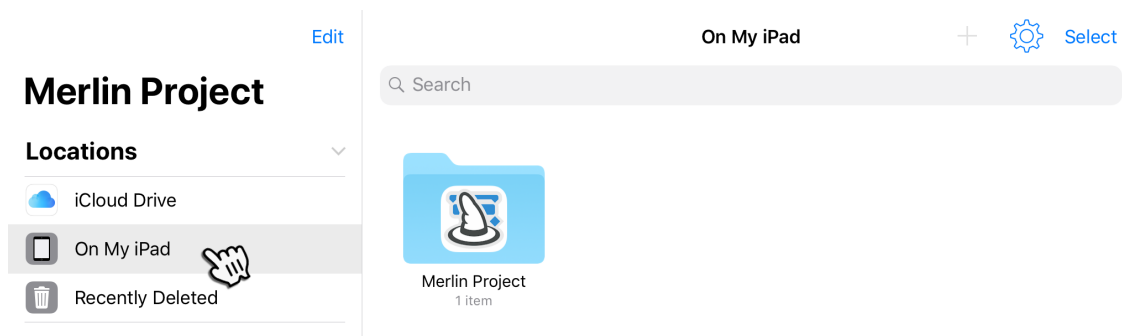 Edit
Merlin Project
Locations
iCloud Drive
On My iPad
Recently Deleted
On My iPad
Select
Search
Merlin Project
1 item